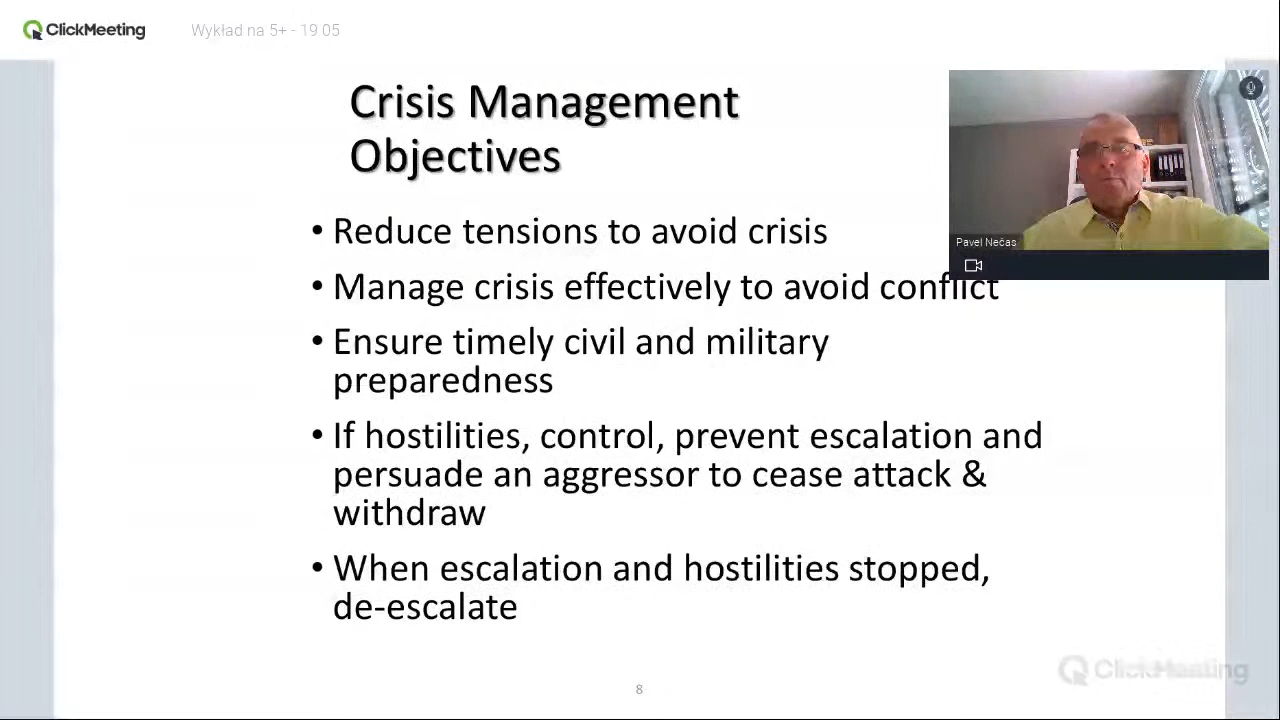 ClickMeeting
Wykład na 5+ - 19 05
Crisis Management
Objectives
• Reduce tensions to avoid crisis
• Manage crisis effectively to avoid conflict
• Ensure timely civil and military
preparedness
• If hostilities, control, prevent escalation and
persuade an aggressor to cease attack &
withdraw
• When escalation and hostilities stopped,
de-escalate
Pavel Nečas
ClickMeeting
8